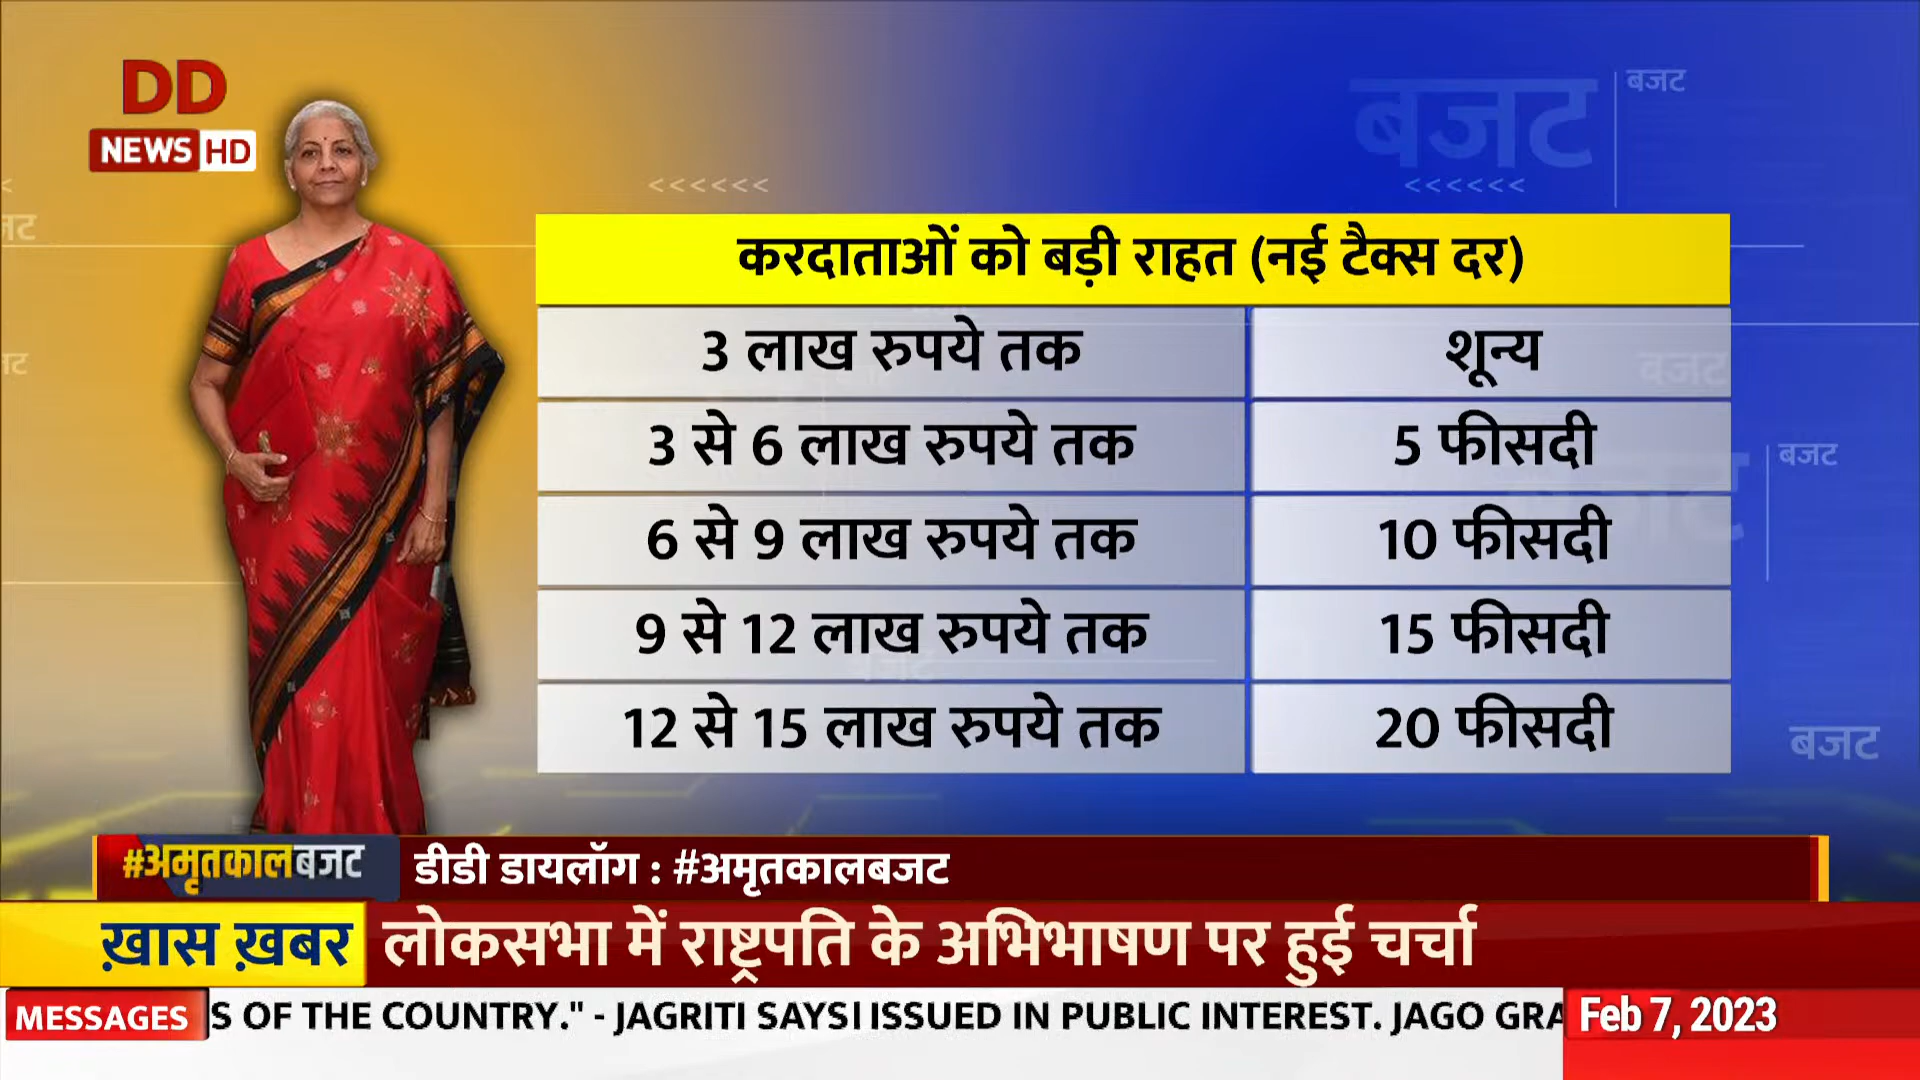 DD
NEWS HD
बजट
बजट
करदाताओं को बड़ी राहत (नई टैक्स दर)
3 लाख रुपये तक शून्य
3 से 6 लाख रुपये तक 5 फीसदी
6 से 9 लाख रुपये तक 10 फीसदी
9 से 12 लाख रुपये तक 15 फीसदी
12 से 15 लाख रुपये तक 20 फीसदी
बजट
बजट
#अमृतकालबजट डीडी डायलॉग : #अमृतकालबजट
ख़ास ख़बर लोकसभा में राष्ट्रपति के अभिभाषण पर हुई चर्चा
MESSAGES S OF THE COUNTRY." - JAGRITI SAYS| ISSUED IN PUBLIC INTEREST. JAGO GRA Feb 7, 2023